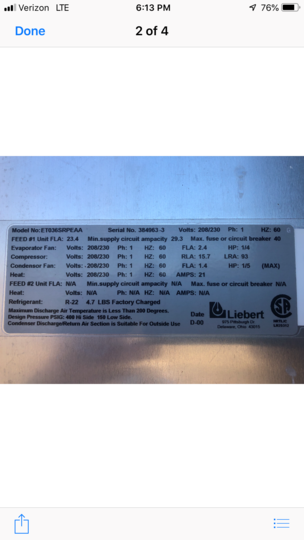 Verizon LTE 6:13 PM 76%
Done 2 of 4
Model No: ET036SRPEAA Serial No. 384863-3 Volts: 208/230 Ph: 1 HZ: 60
FEED #1 Unit FLA: 23.4 Min.supply circuit ampacity 28.3 Max. fuse or circuit breaker 40
Evaporator Fan: Volts: 208/230 Ph: 1 HZ: 60 FLA: 2.4 HP: 1/4
Compressor: Volts: 208/230 Ph: 1 HZ: 60 RLA: 15.7 LRA: 93
Condenser Fan: Volts: 208/230 Ph: 1 HZ: 60 FLA: 1.4 HP: 1/5 (MAX)
Heat: Volts: 208/230 Ph: 1 HZ: 60 AMPS: 21
FEED #2 Unit FLA: N/A Min.supply circuit ampacity N/A Max. fuse or circuit breaker N/A
Heat: Volts: N/A Ph: N/A HZ: N/A AMPS: N/A
Refrigerant: R-22 4.7 LBS Factory Charged
Maximum Discharge Air Temperature is Less Than 200 Degrees.
Design Pressure PSIG: 400 Hi Side 180 Low Side.
Condenser Discharge/Return Air Section is Suitable For Outside Use
Date D-00
Liebert
Delaware, Ohio 43015